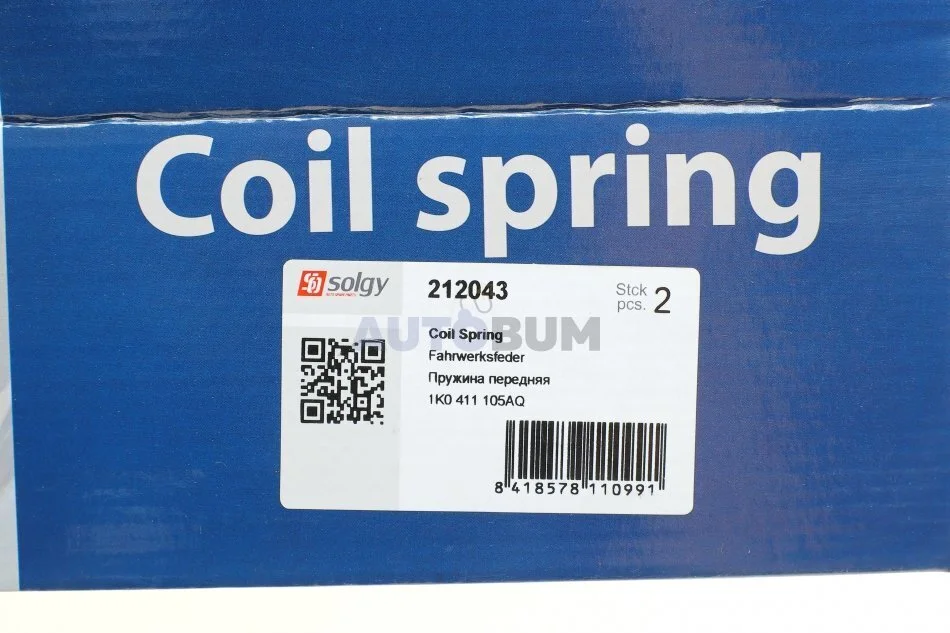 Coil spring
solgy
212043
Stck
pcs. 2
AUTOBUM
Coil Spring
Fahrwerksfeder
Пружина передняя
1K0 411 105AQ
8 418578 110991